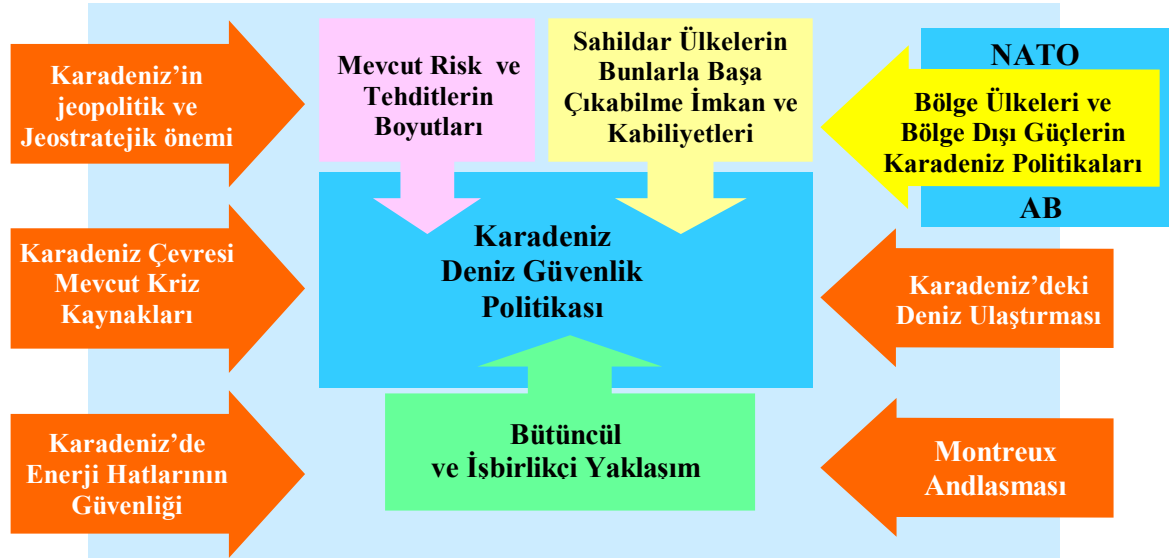 Karadeniz’in
jeopolitik ve
Jeostratejik önemi
Mevcut Risk ve
Tehditlerin
Boyutları
Sahildar Ülkelerin
Bunlarla Başa
Çıkabilme İmkan ve
Kabiliyetleri
NATO
Bölge Ülkeleri ve
Bölge Dışı Güçlerin
Karadeniz Politikaları
AB
Karadeniz Çevresi
Mevcut Kriz
Kaynakları
Karadeniz
Deniz Güvenlik
Politikası
Karadeniz’deki
Deniz Ulaştırması
Karadeniz’de
Enerji Hatlarının
Güvenliği
Bütüncül
ve İşbirlikçi Yaklaşım
Montreux
Andlasması